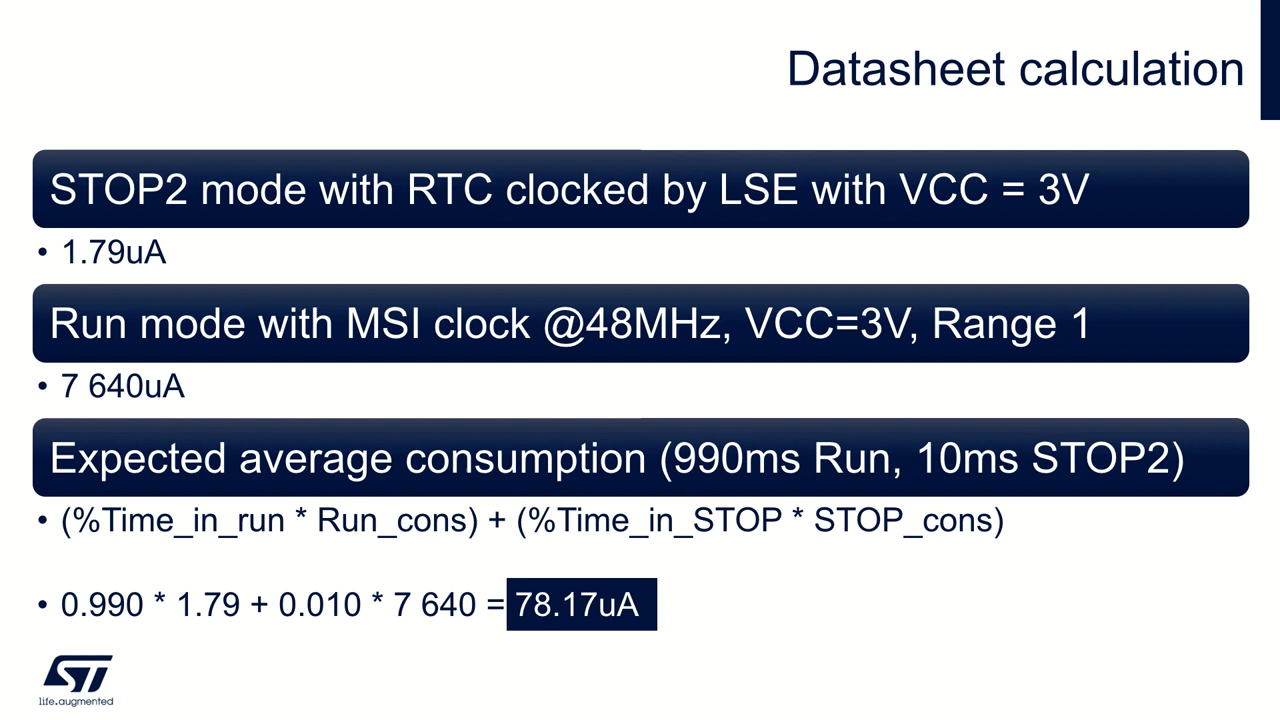 Datasheet calculation
STOP2 mode with RTC clocked by LSE with VCC = 3V
• 1.79uA
Run mode with MSI clock @48MHz, VCC=3V, Range 1
• 7 640uA
Expected average consumption (990ms Run, 10ms STOP2)
• (%Time_in_run * Run_cons) + (%Time_in_STOP * STOP_cons)
• 0.990 * 1.79 + 0.010 * 7 640 = 78.17uA
ST
life.augmented